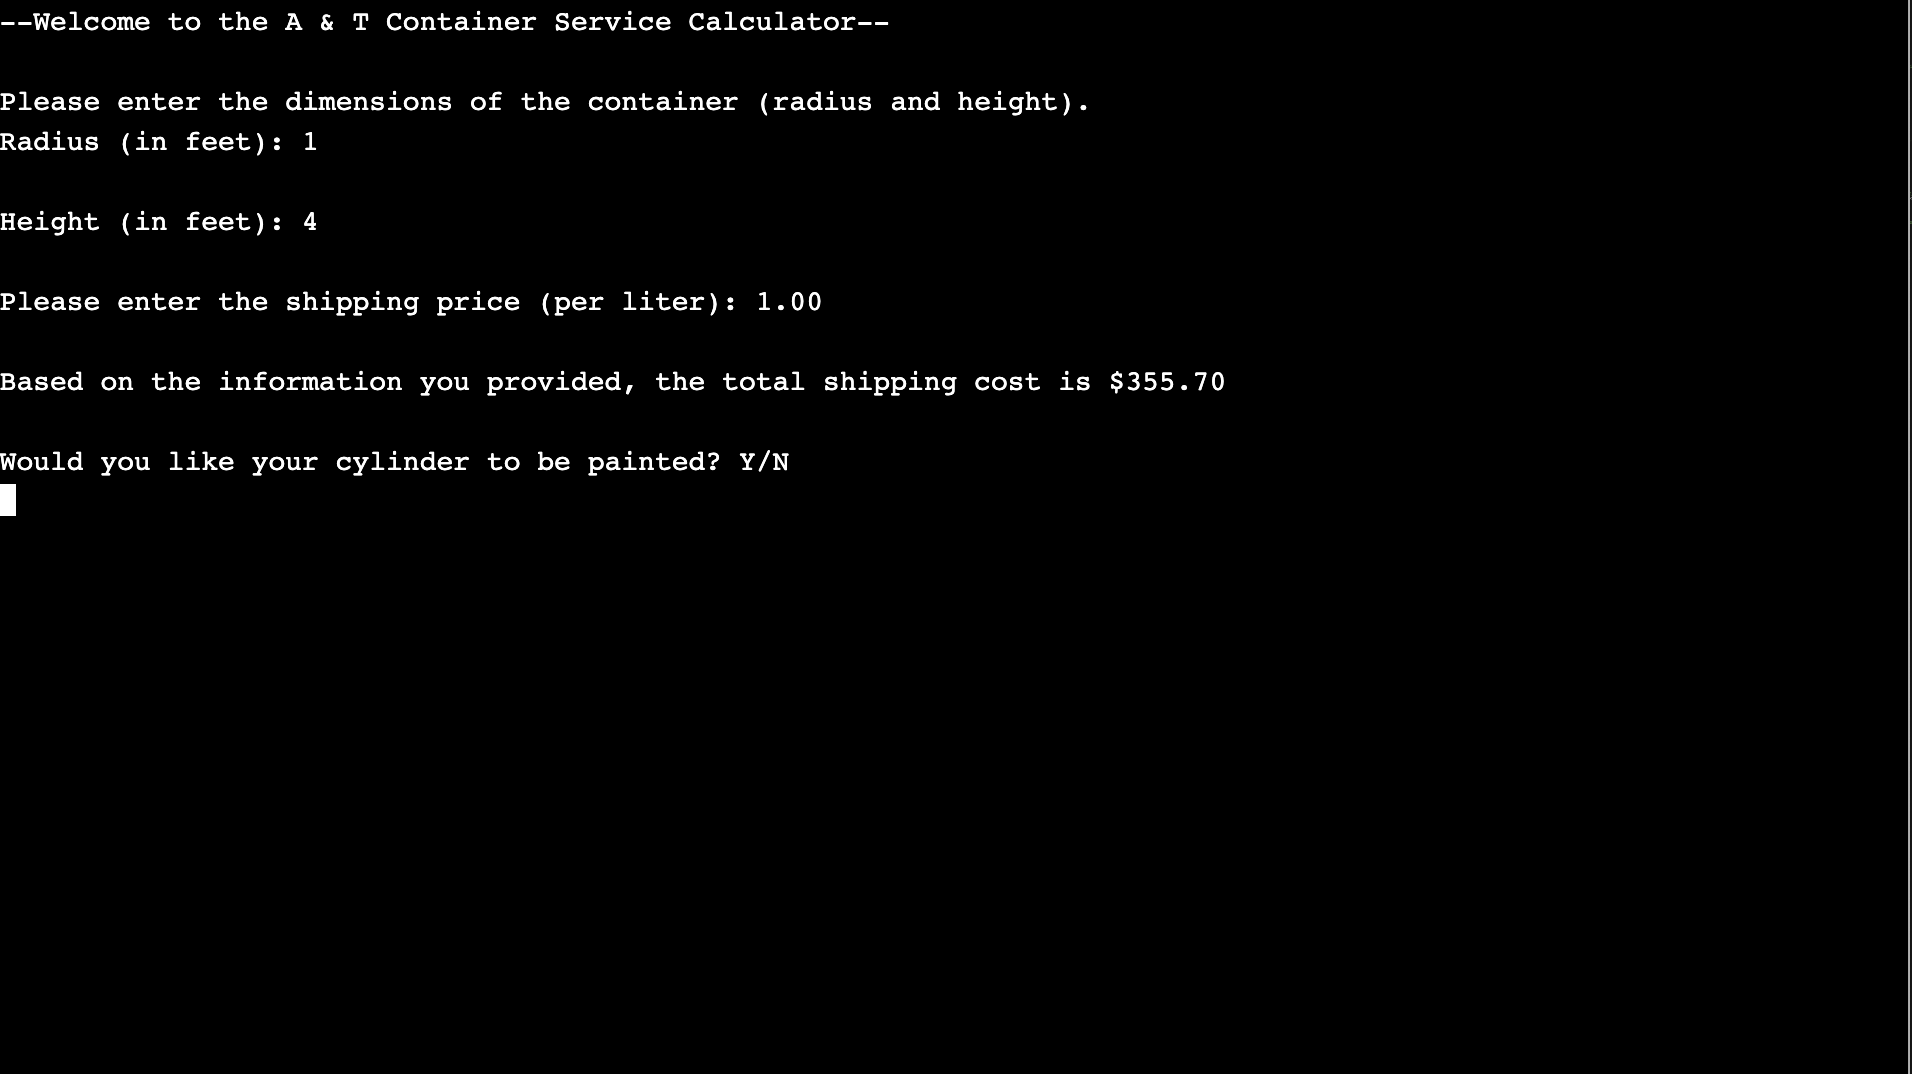 --Welcome to the A & T Container Service Calculator--
Please enter the dimensions of the container (radius and height).
Radius (in feet): 1
Height (in feet): 4
Please enter the shipping price (per liter): 1.00
Based on the information you provided, the total shipping cost is $355.70
Would you like your cylinder to be painted? Y/N